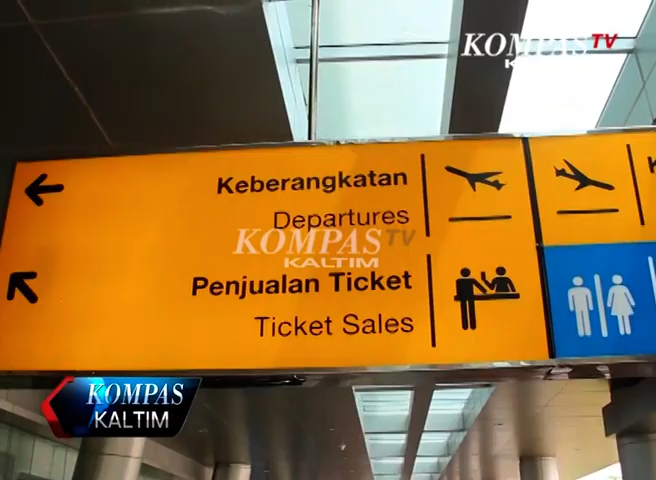 KOMPAS TV
Keberangkatan
Departures
KOMPAS TV
KALTIM
Penjualan Ticket
Ticket Sales
KOMPAS
KALTIM